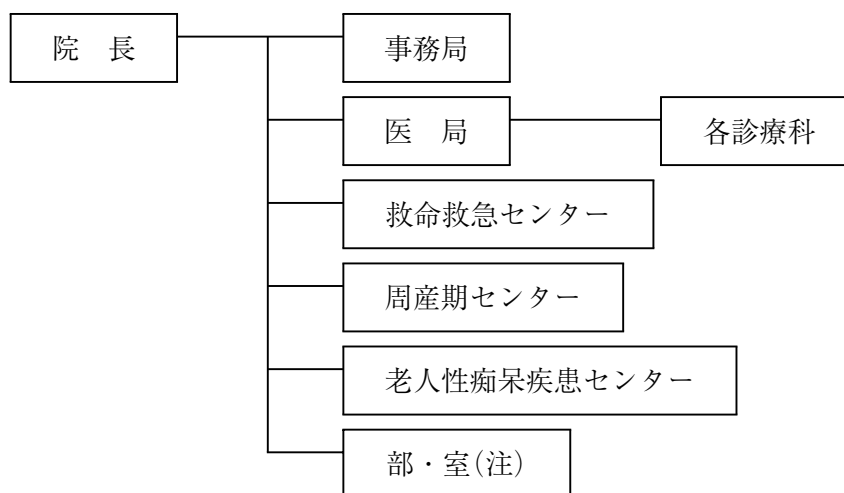 院　長
事務局
医　局
各診療科
救命救急センター
周産期センター
老人性痴呆疾患センター
部・室(注)